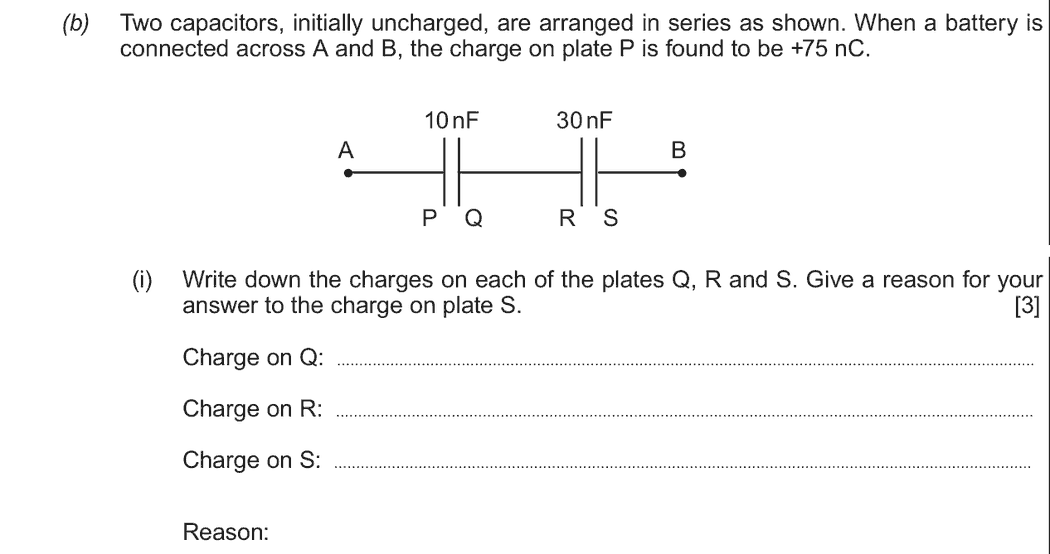 (b) Two capacitors, initially uncharged, are arranged in series as shown. When a battery is
connected across A and B, the charge on plate P is found to be +75 nC.
10 nF 30 nF
A B
P Q R S
(i) Write down the charges on each of the plates Q, R and S. Give a reason for your
answer to the charge on plate S. [3]
Charge on Q: ................................................................
Charge on R: ................................................................
Charge on S: ................................................................
Reason: